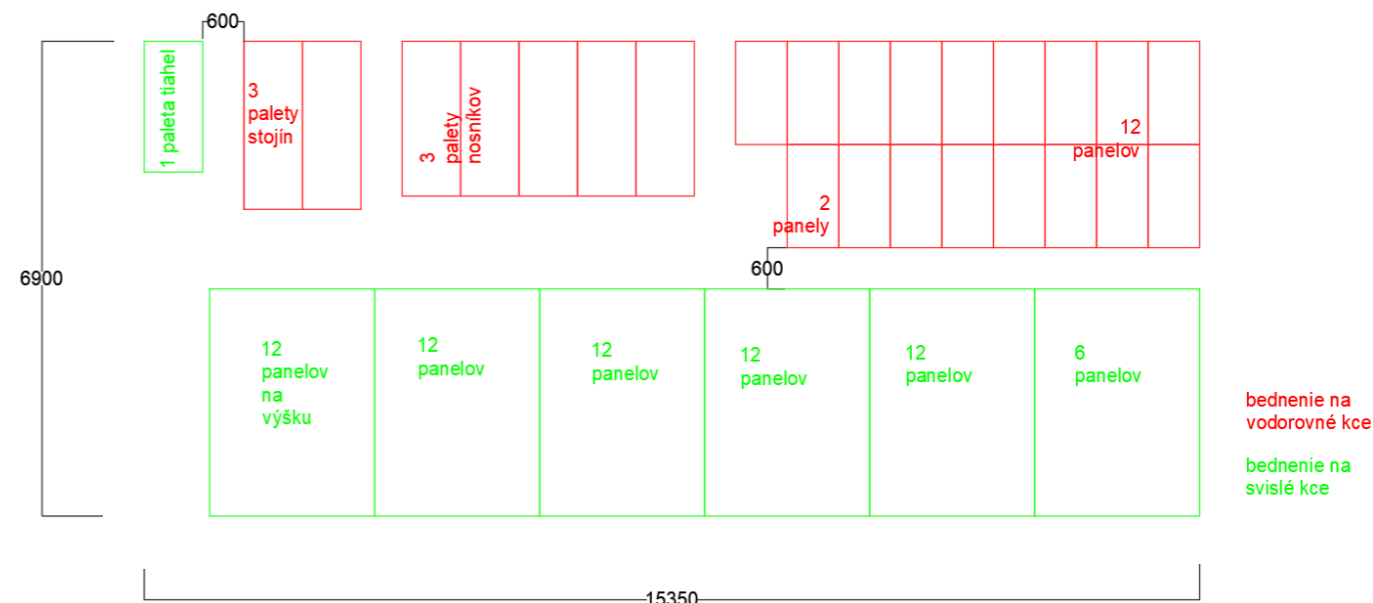 600
1 paleta tiahel
3
palety
stojín
3
palety
nosníkov
12
panelov
2
panely
6900
600
12
panelov
na
výšku
12
panelov
12
panelov
12
panelov
12
panelov
6
panelov
bednenie na
vodorovné kce
bednenie na
svislé kce
15350